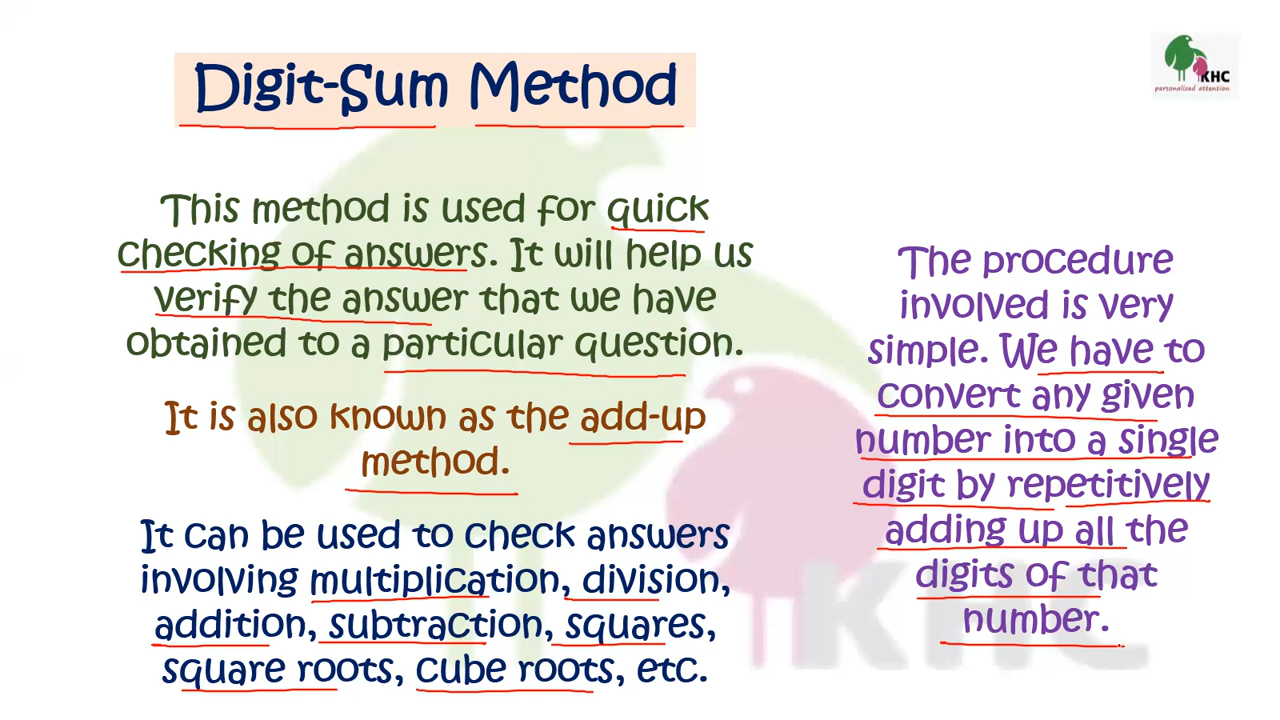 Digit-Sum Method
KHC
personalized attention
This method is used for quick
checking of answers. It will help us
verify the answer that we have
obtained to a particular question.
It is also known as the add-up
method.
It can be used to check answers
involving multiplication, division,
addition, subtraction, squares,
square roots, cube roots, etc.
The procedure
involved is very
simple. We have to
convert any given
number into a single
digit by repetitively
adding up all the
digits of that
number.
KHC